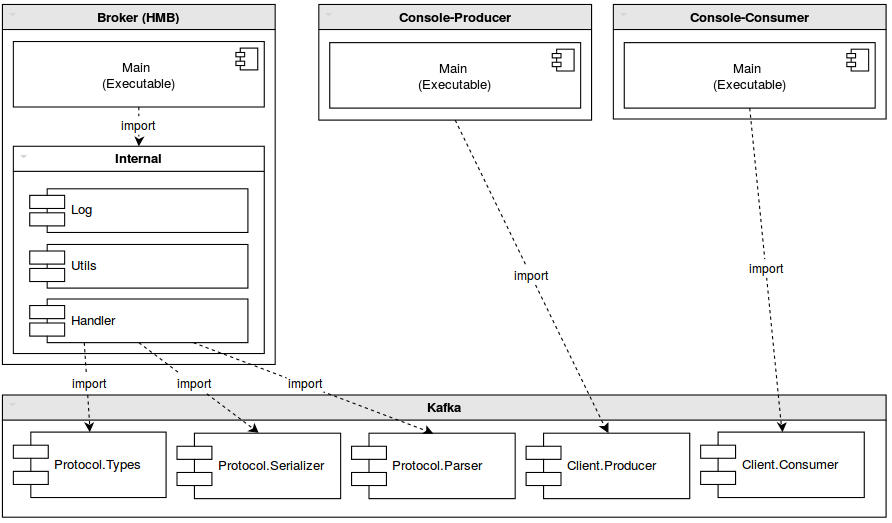 Broker (HMB)
Console-Producer
Console-Consumer
Main
(Executable)
Main
(Executable)
Main
(Executable)
import
Internal
Log
Utils
Handler
import
import
import
import
import
Kafka
Protocol.Types
Protocol.Serializer
Protocol.Parser
Client.Producer
Client.Consumer